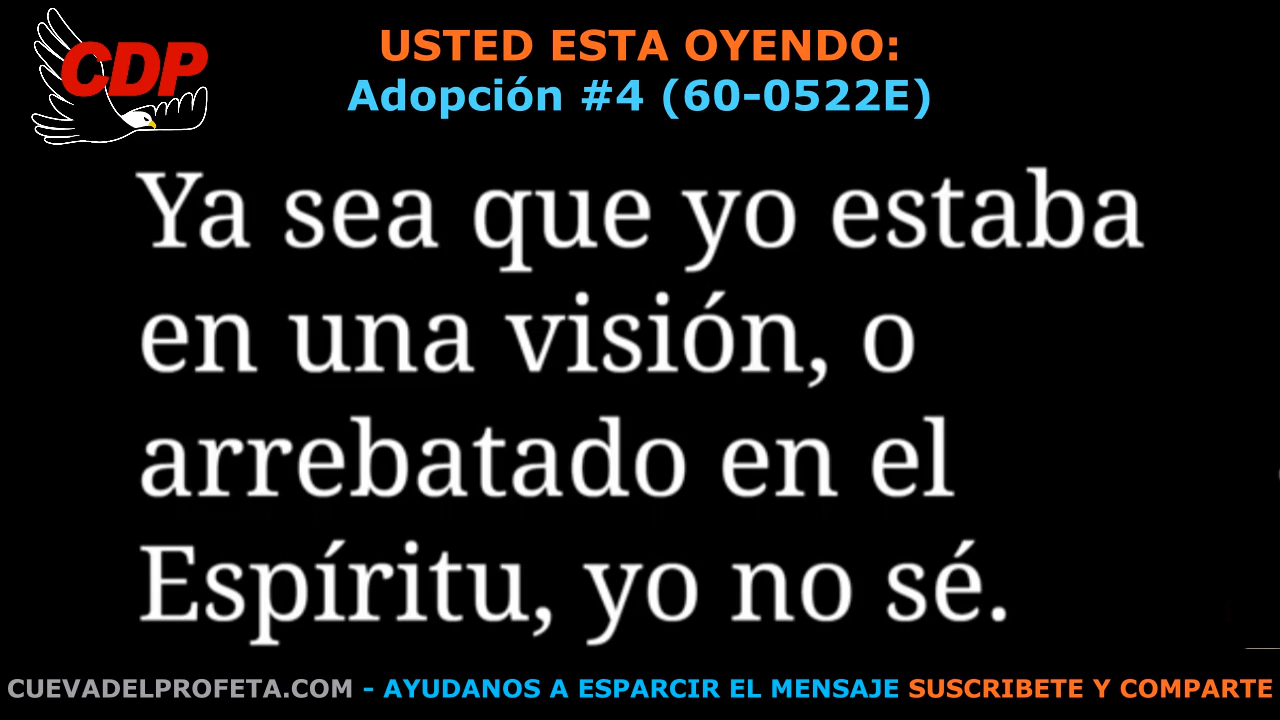 CDP
USTED ESTA OYENDO:
Adopción #4 (60-0522E)
Ya sea que yo estaba
en una visión, o
arrebatado en el
Espíritu, yo no sé.
CUEVADELPROFETA.COM - AYUDANOS A ESPARCIR EL MENSAJE SUSCRIBETE Y COMPARTE